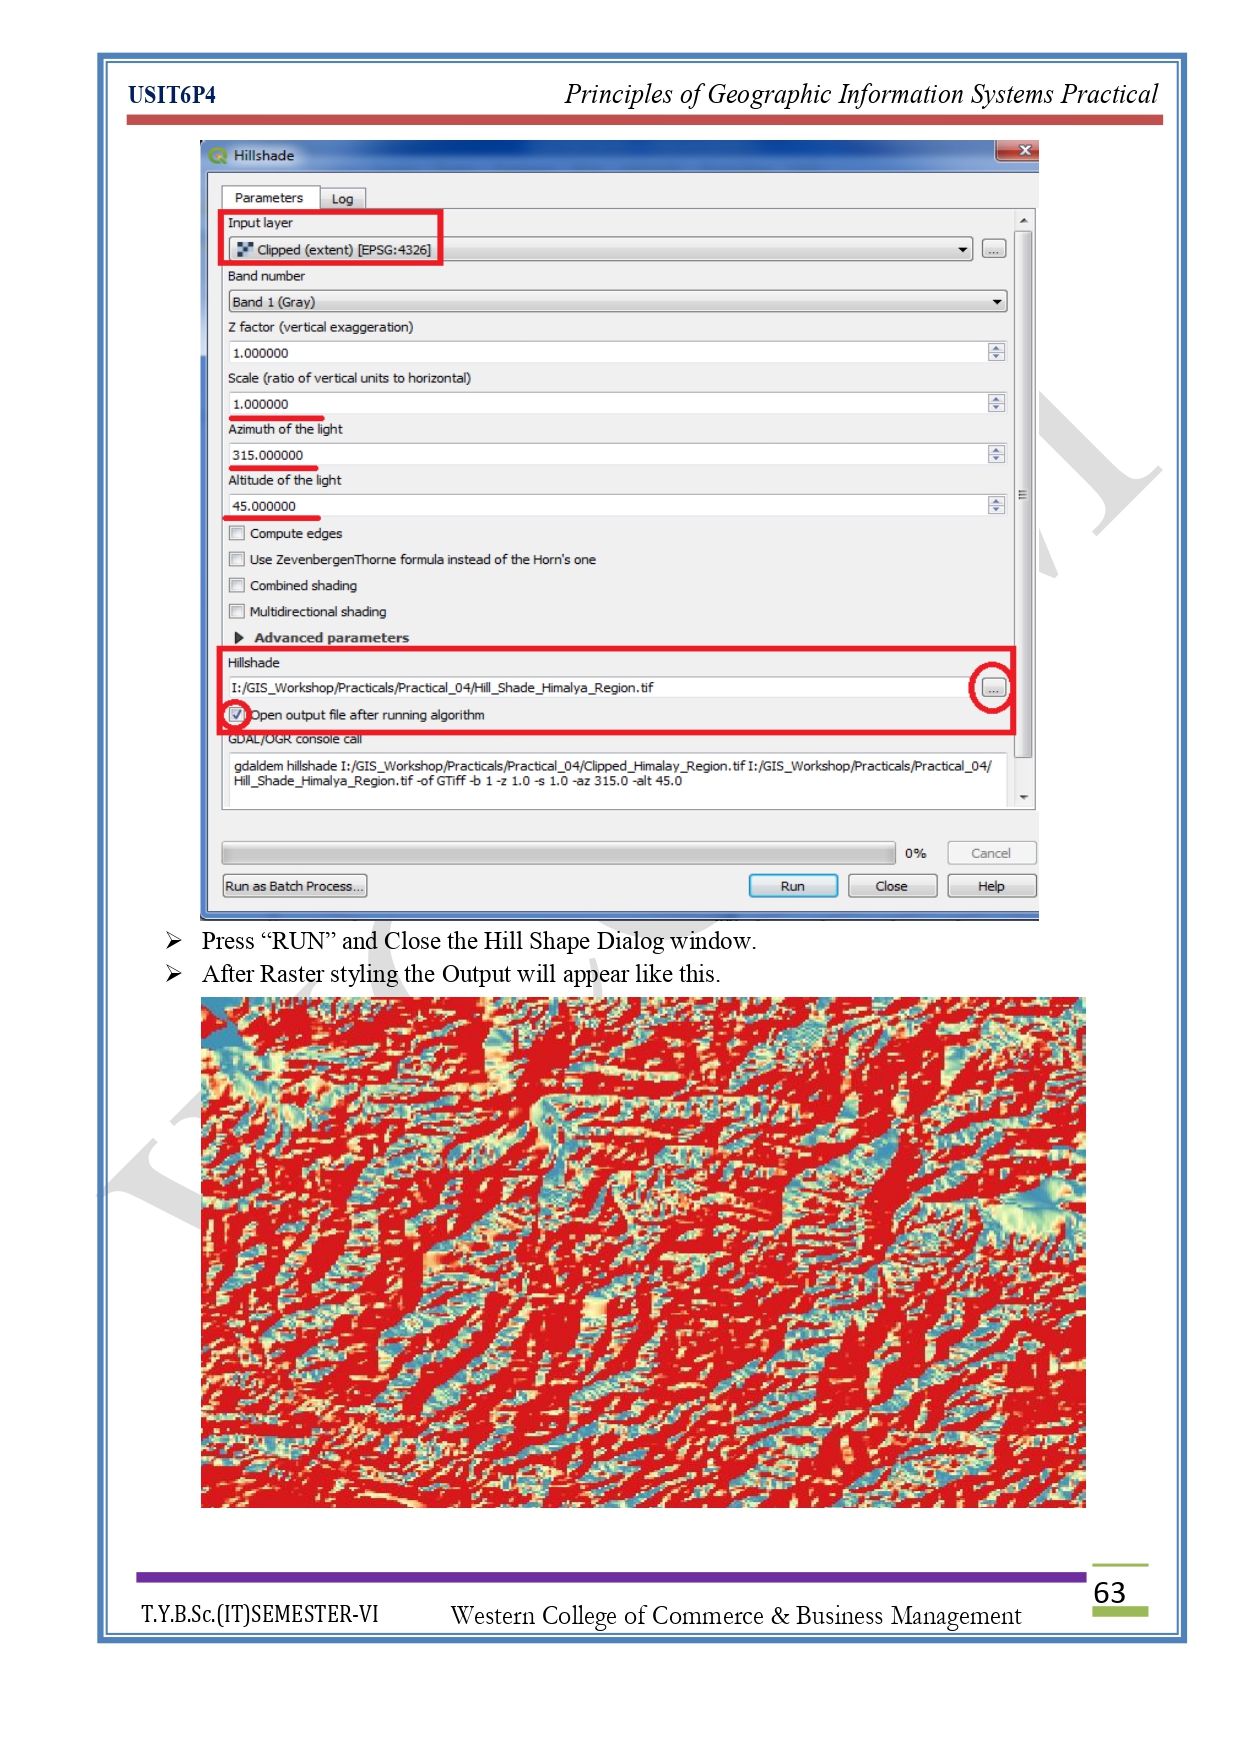 USIT6P4 Principles of Geographic Information Systems Practical
Hillshade
Parameters Log
Input layer
Clipped (extent) [EPSG:4326] ...
Band number
Band 1 (Gray)
Z factor (vertical exaggeration)
1.000000
Scale (ratio of vertical units to horizontal)
1.000000
Azimuth of the light
315.000000
Altitude of the light
45.000000
Compute edges
Use ZevenbergenThorne formula instead of the Horn's one
Combined shading
Multidirectional shading
Advanced parameters
Hillshade
I:/GIS_Workshop/Practicals/Practical_04/Hill_Shade_Himalya_Region.tif ...
Open output file after running algorithm
GDAL/OGR console call
gdaldem hillshade I:/GIS_Workshop/Practicals/Practical_04/Clipped_Himalay_Region.tif I:/GIS_Workshop/Practicals/Practical_04/
Hill_Shade_Himalya_Region.tif -of GTiff -b 1 -z 1.0 -s 1.0 -az 315.0 -alt 45.0
0% Cancel
Run as Batch Process... Run Close Help
➢ Press “RUN” and Close the Hill Shape Dialog window.
➢ After Raster styling the Output will appear like this.
63
T.Y.B.Sc.(IT)SEMESTER-VI Western College of Commerce & Business Management